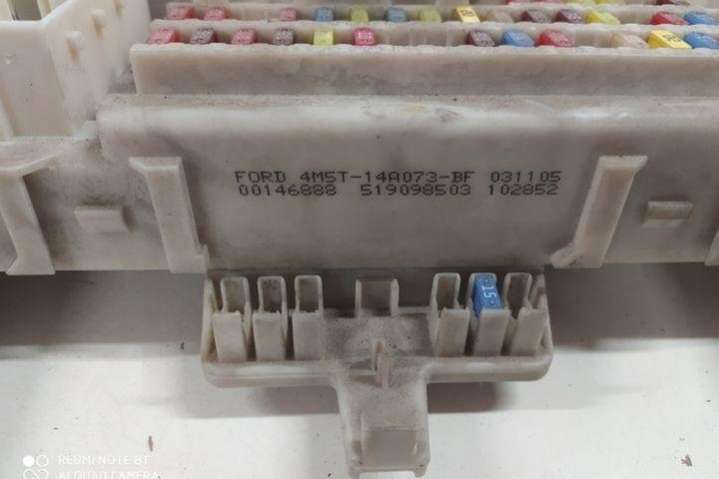 FORD 4M5T-14A073-BF 031105
00146888 519098503 102852
15
REDMI NOTE 8T
AI QUAD CAMERA